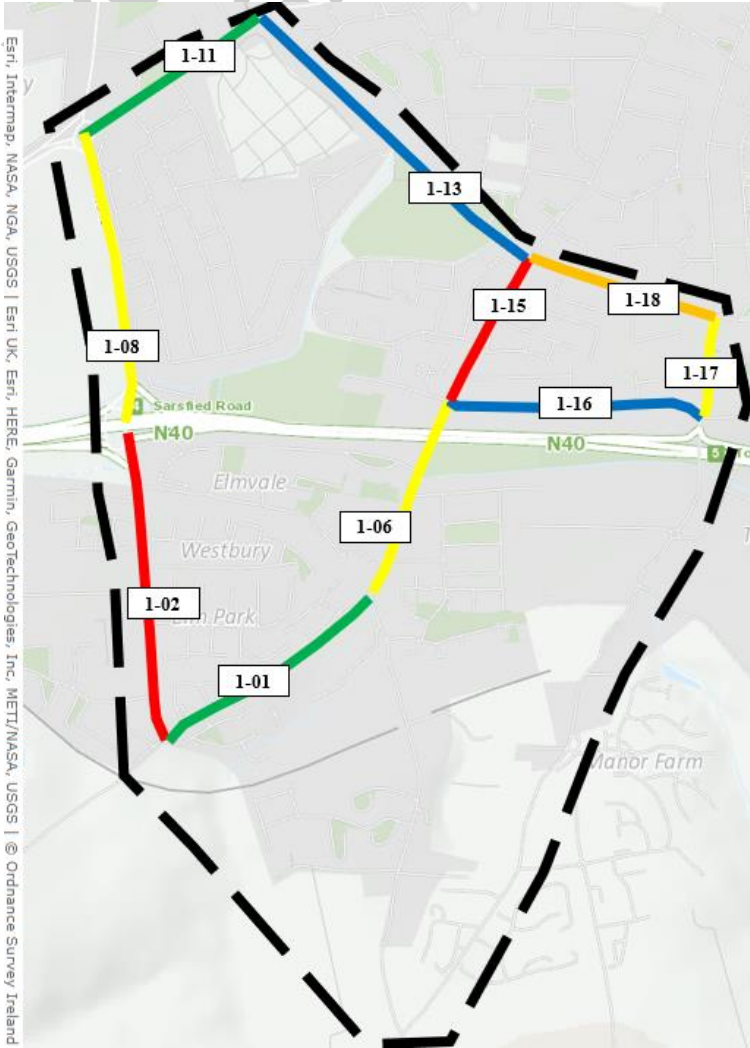 1-11
1-13
1-15
1-18
1-08
1-17
Sarsfield Road
1-16
N40
N40
5
Elmvale
1-06
Westbury
1-02
Park
1-01
Manor Farm
Esri, Intermap, NASA, NGA, USGS | Esri UK, Esri, HERE, Garmin, GeoTechnologies, Inc, METI/NASA, USGS | © Ordnance Survey Ireland